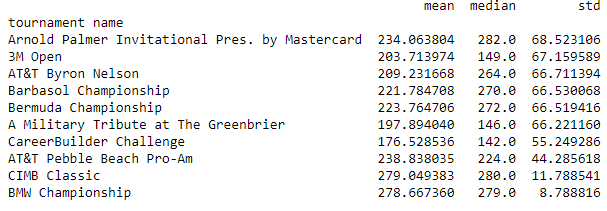 mean median std
tournament name
Arnold Palmer Invitational Pres. by Mastercard 234.063804 282.0 68.523106
3M Open 203.713974 149.0 67.159589
AT&T Byron Nelson 209.231668 264.0 66.711394
Barbasol Championship 221.784708 270.0 66.530068
Bermuda Championship 223.764706 272.0 66.519416
A Military Tribute at The Greenbrier 197.894040 146.0 66.221160
CareerBuilder Challenge 176.528536 142.0 55.249286
AT&T Pebble Beach Pro-Am 238.838035 224.0 44.285618
CIMB Classic 279.049383 280.0 11.788541
BMW Championship 278.667360 279.0 8.788816